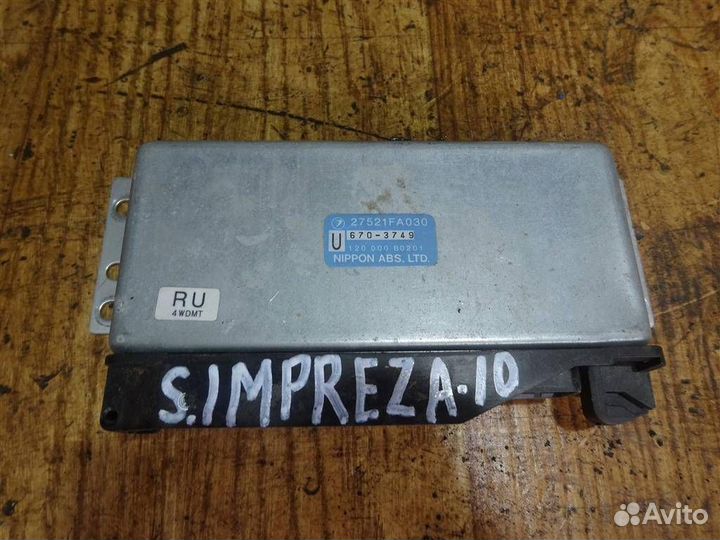 27521FA030
U 670-3749
120 000 B0201
NIPPON ABS, LTD.
RU
4WDMT
S.IMPREZA.10
Avito